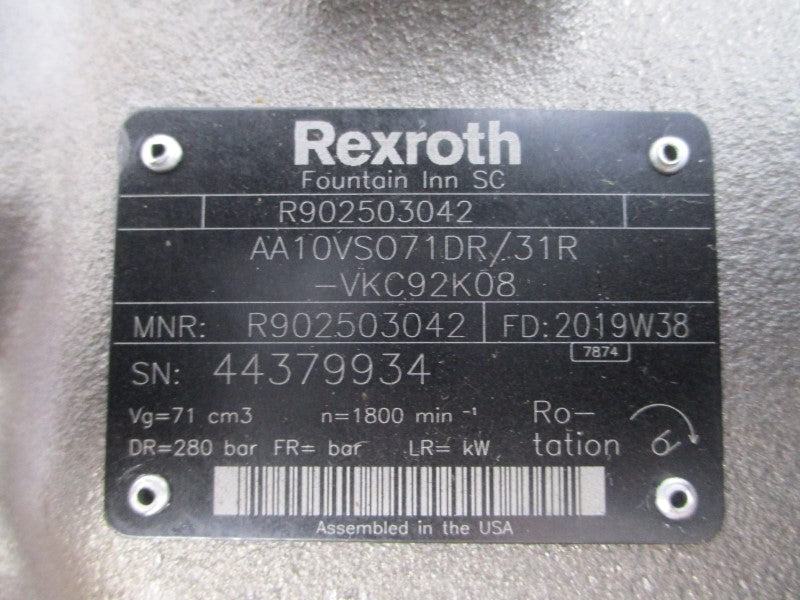 Rexroth
Fountain Inn SC
R902503042
AA10VSO71DR/31R
-VKC92K08
MNR: R902503042 FD: 2019W38
7874
SN: 44379934
Vg=71 cm3 n=1800 min -1 Ro-
DR=280 bar FR= bar LR= kW tation
Assembled in the USA